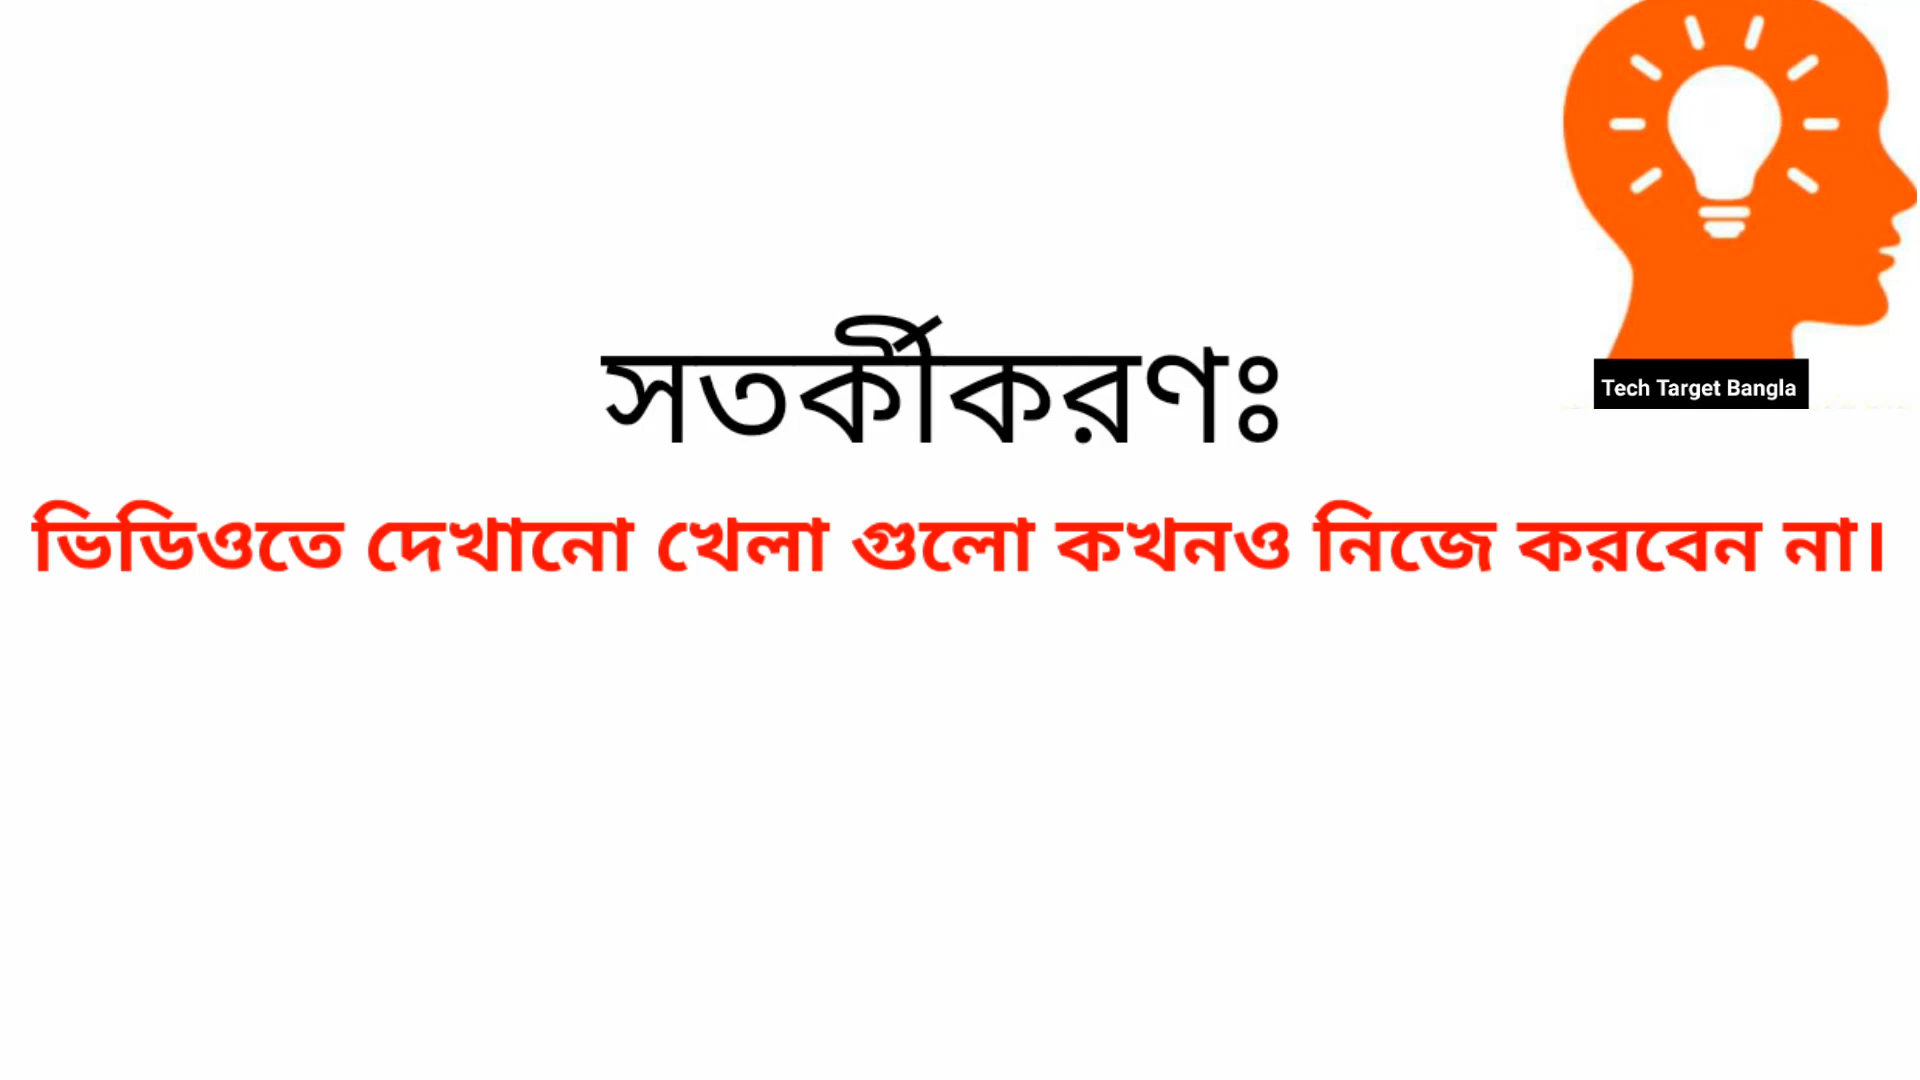 Tech Target Bangla
সতর্কীকরণঃ
ভিডিওতে দেখানো খেলা গুলো কখনও নিজে করবেন না।